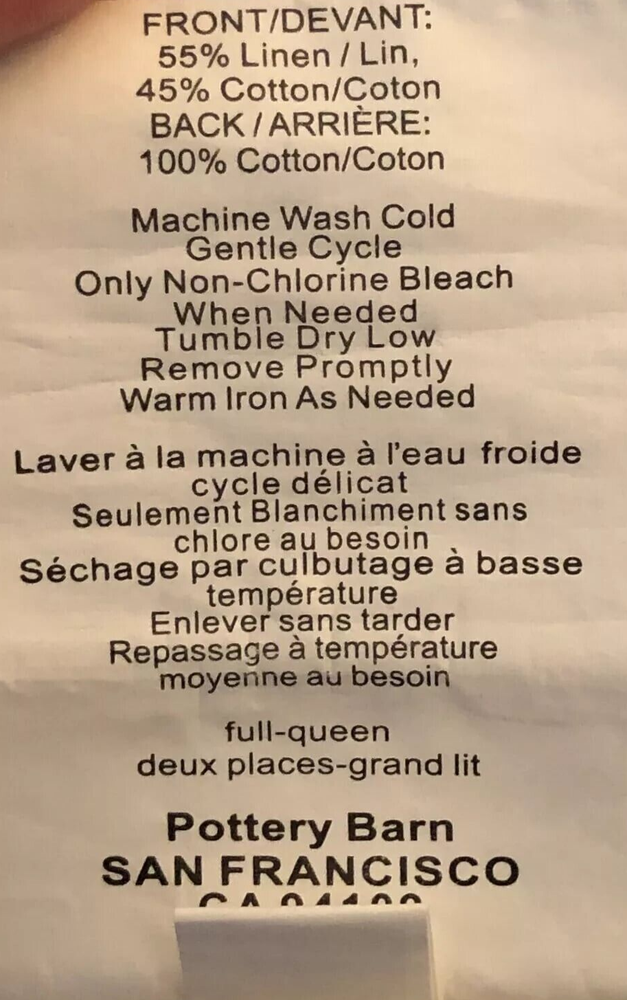 FRONT/DEVANT:
55% Linen / Lin,
45% Cotton/Coton
BACK / ARRIÈRE:
100% Cotton/Coton
Machine Wash Cold
Gentle Cycle
Only Non-Chlorine Bleach
When Needed
Tumble Dry Low
Remove Promptly
Warm Iron As Needed
Laver à la machine à l'eau froide
cycle délicat
Seulement Blanchiment sans
chlore au besoin
Séchage par culbutage à basse
température
Enlever sans tarder
Repassage à température
moyenne au besoin
full-queen
deux places-grand lit
Pottery Barn
SAN FRANCISCO
CA